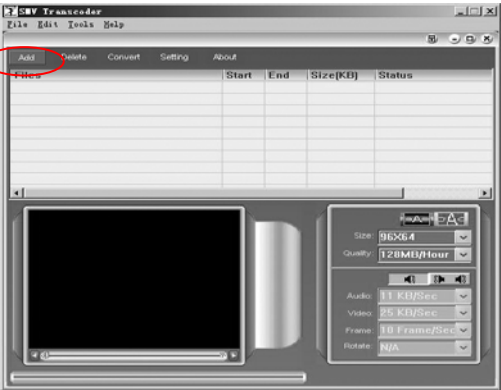 SMV Transcoder
File Edit Tools Help
Add Delete Convert Setting About
Files Start End Size(KB) Status
Size: 96X64
Quality: 128MB/Hour
Audio: 11 KB/Sec
Video: 25 KB/Sec
Frame: 10 Frame/Sec
Rotate: N/A